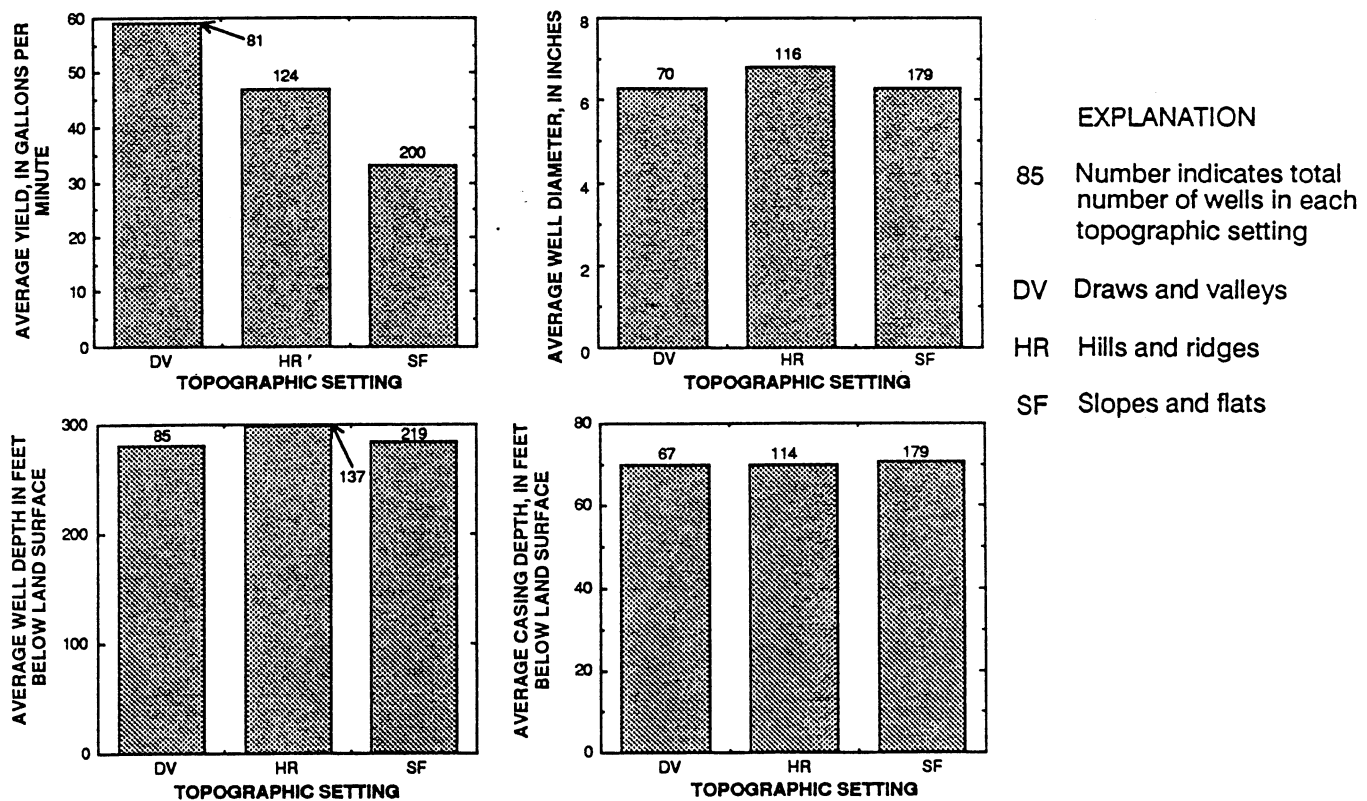 AVERAGE YIELD, IN GALLONS PER
MINUTE
60
50
40
30
20
10
0
81
124
200
DV
HR '
SF
TOPOGRAPHIC SETTING
AVERAGE WELL DIAMETER, IN INCHES
8
6
4
2
0
70
116
179
DV
HR
SF
TOPOGRAPHIC SETTING
AVERAGE WELL DEPTH IN FEET
BELOW LAND SURFACE
300
200
100
0
85
137
219
DV
HR
SF
TOPOGRAPHIC SETTING
AVERAGE CASING DEPTH, IN FEET
BELOW LAND SURFACE
80
60
40
20
0
67
114
179
DV
HR
SF
TOPOGRAPHIC SETTING
EXPLANATION
85 Number indicates total
number of wells in each
topographic setting
DV Draws and valleys
HR Hills and ridges
SF Slopes and flats